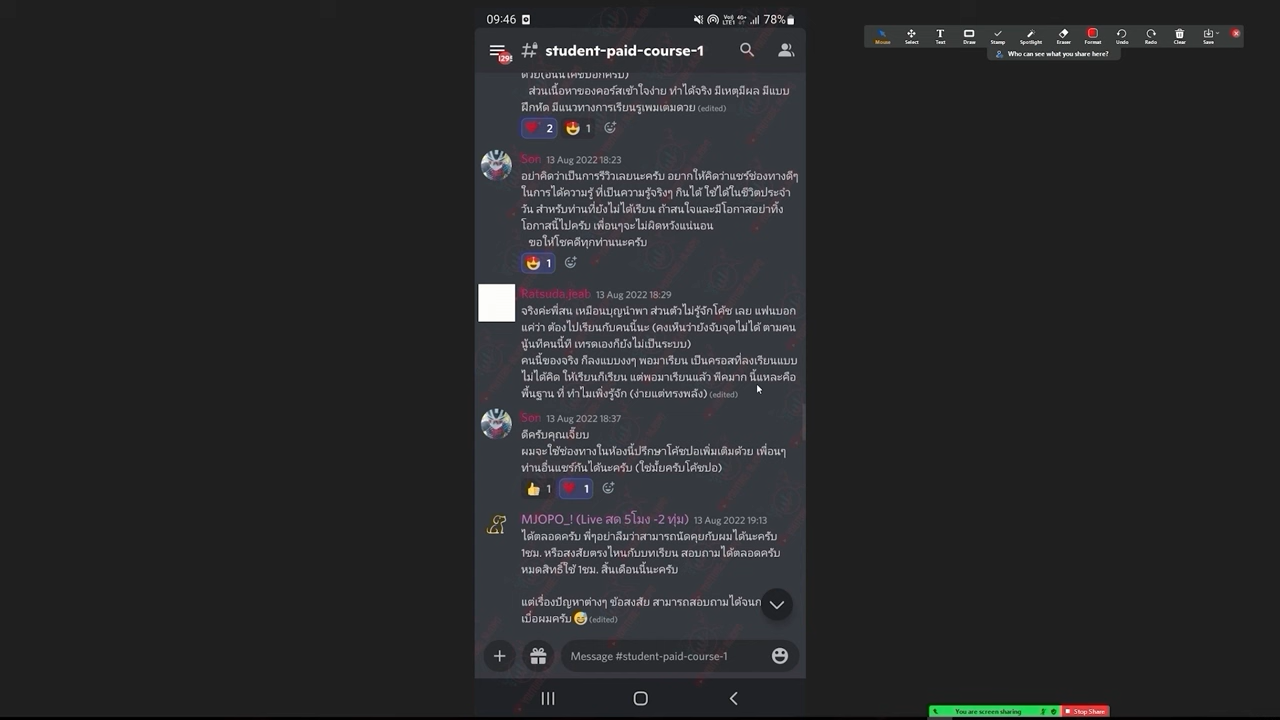 09:46
78%
Mouse
Select
Text
Draw
Stamp
Spotlight
Eraser
Format
Undo
Redo
Clear
Save
Who can see what you share here?
student-paid-course-1
ส่วนเนื้อหาของคอร์สเข้าใจง่าย ทำได้จริง มีเหตุมีผล มีแบบ
ฝึกหัด มีแนวทางการเรียนรู้เพิ่มเติมด้วย (edited)
2
1
Son 13 Aug 2022 18:23
อย่าคิดว่าเป็นการรีวิวเลยนะครับ อยากให้คิดว่าแชร์ช่องทางดีๆ
ในการได้ความรู้ ที่เป็นความรู้จริงๆ กินได้ ใช้ได้ในชีวิตประจำ
วัน สำหรับท่านที่ยังไม่ได้เรียน ถ้าสนใจและมีโอกาสอย่าทิ้ง
โอกาสนี้ไปครับ เพื่อนๆจะไม่ผิดหวังแน่นอน
ขอให้โชคดีทุกท่านนะครับ
1
Ratsuda.jeab 13 Aug 2022 18:29
จริงค่ะพี่สน เหมือนบุญนำพา ส่วนตัวไม่รู้จักโค้ช เลย แฟนบอก
แค่ว่า ต้องไปเรียนกับคนนี้นะ (คงเห็นว่ายังจับจุดไม่ได้ ตามคน
นู้นทีคนนี้ที เทรดเองก็ยังไม่เป็นระบบ)
คนนี้ของจริง ก็ลงแบบงงๆ พอมาเรียน เป็นครอสที่ลงเรียนแบบ
ไม่ได้คิด ให้เรียนก็เรียน แต่พอมาเรียนแล้ว พีคมาก นี้แหละคือ
พื้นฐาน ที่ ทำไมเพิ่งรู้จัก (ง่ายแต่ทรงพลัง) (edited)
Son 13 Aug 2022 18:37
ดีครับคุณเจี๊ยบ
ผมจะใช้ช่องทางในห้องนี้ปรึกษาโค้ชปอเพิ่มเติมด้วย เพื่อนๆ
ท่านอื่นแชร์กันได้นะครับ (ใช่มั้ยครับโค้ชปอ)
1
1
MJOPO_! (Live สด 5โมง -2 ทุ่ม) 13 Aug 2022 19:13
ได้ตลอดครับ พี่ๆอย่าลืมว่าสามารถนัดคุยกับผมได้นะครับ
1ชม. หรือสงสัยตรงไหนกับบทเรียน สอบถามได้ตลอดครับ
หมดสิทธิ์ใช้ 1ชม. สิ้นเดือนนี้นะครับ
แต่เรื่องปัญหาต่างๆ ข้อสงสัย สามารถสอบถามได้จนก
เบื่อผมครับ (edited)
Message #student-paid-course-1
You are screen sharing
Stop Share